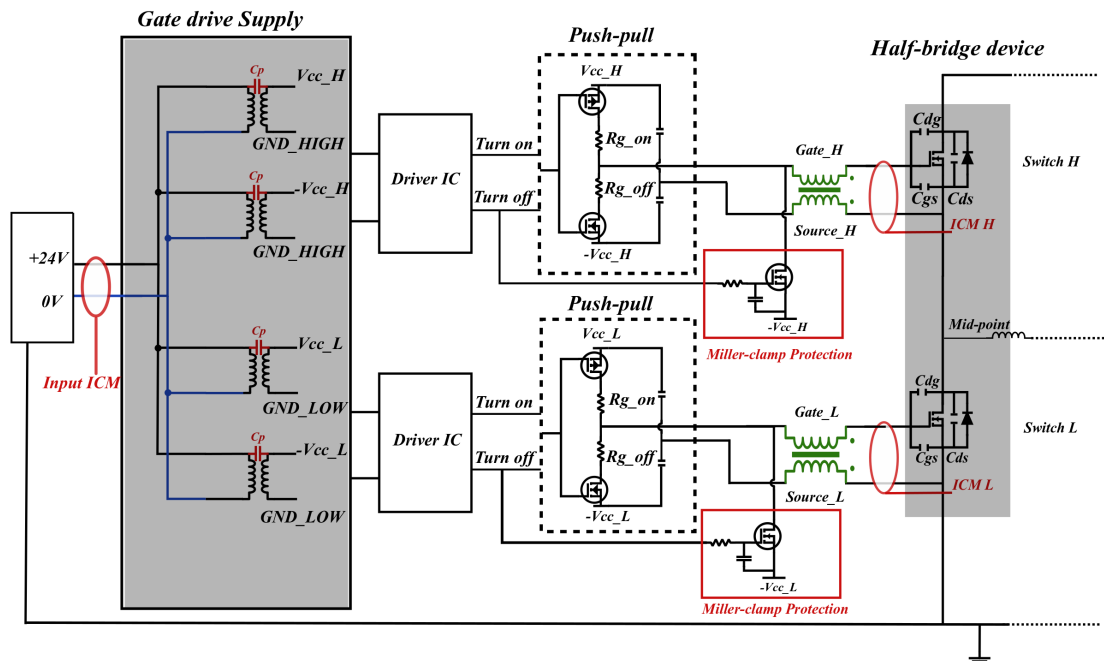 Gate drive Supply
Push-pull
Half-bridge device
Cp
Vcc_H
GND_HIGH
Cp
-Vcc_H
GND_HIGH
Cp
Vcc_L
GND_LOW
Cp
-Vcc_L
GND_LOW
+24V
0V
Input ICM
Driver IC
Turn on
Turn off
Vcc_H
Rg_on
Rg_off
-Vcc_H
Gate_H
Source_H
Cdg
Cgs
Cds
Switch H
ICM H
-Vcc_H
Miller-clamp Protection
Mid-point
Push-pull
Driver IC
Turn on
Turn off
Vcc_L
Rg_on
Rg_off
-Vcc_L
Gate_L
Source_L
Cdg
Cgs
Cds
Switch L
ICM L
-Vcc_L
Miller-clamp Protection